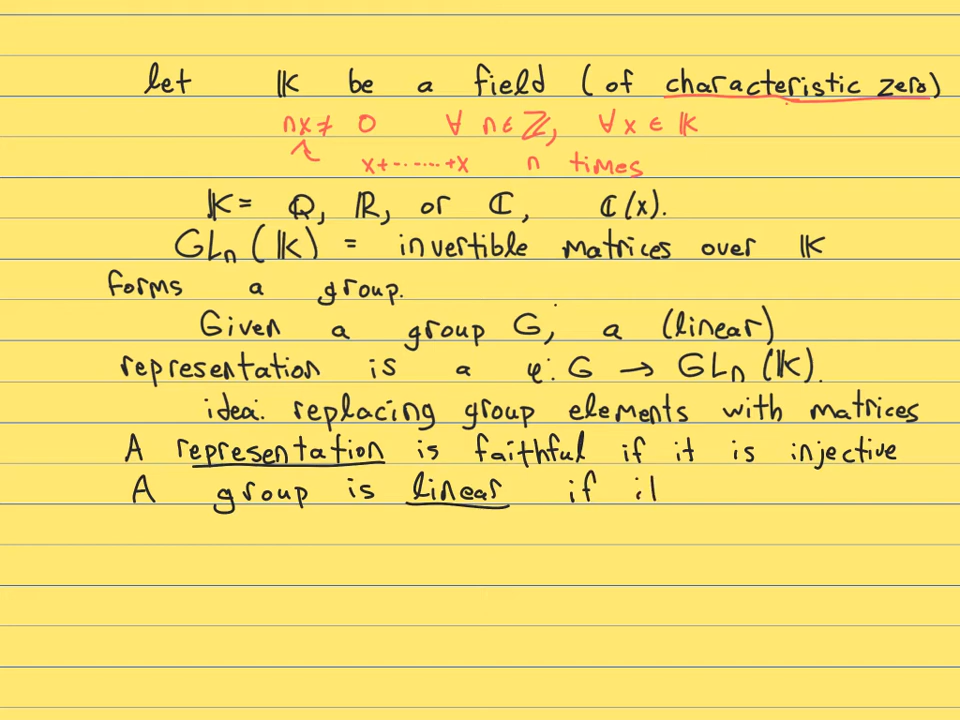 let 𝕂 be a field (of characteristic zero)
nx ≠ 0 ∀ n ∈ ℤ, ∀ x ∈ 𝕂
x+-----+x n times
𝕂 = ℚ, ℝ, or ℂ, ℂ(x).
GLₙ(𝕂) = invertible matrices over 𝕂
forms a group.
Given a group G, a (linear)
representation is a φ: G → GLₙ(𝕂).
idea: replacing group elements with matrices
A representation is faithful if it is injective
A group is linear if